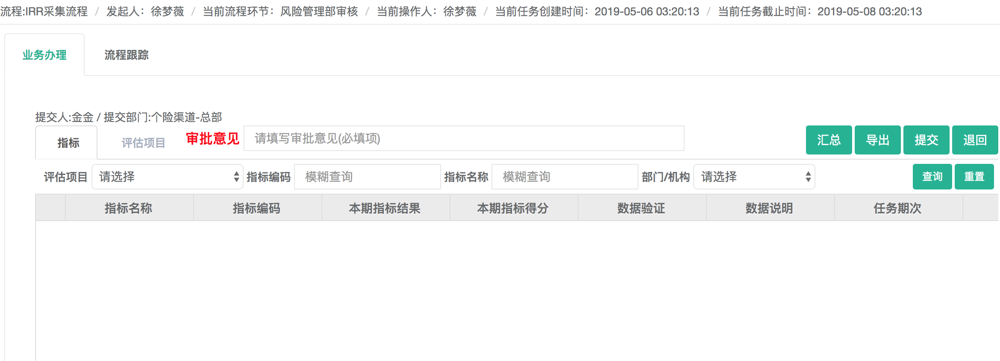 流程:IRR采集流程 / 发起人：徐梦薇 / 当前流程环节：风险管理部审核 / 当前操作人：徐梦薇 / 当前任务创建时间：2019-05-06 03:20:13 / 当前任务截止时间：2019-05-08 03:20:13
业务办理 流程跟踪
提交人:金金 / 提交部门:个险渠道-总部
指标 评估项目 审批意见 请填写审批意见(必填项) 汇总 导出 提交 退回
评估项目 请选择 指标编码 模糊查询 指标名称 模糊查询 部门/机构 请选择 查询 重置
指标名称 指标编码 本期指标结果 本期指标得分 数据验证 数据说明 任务期次